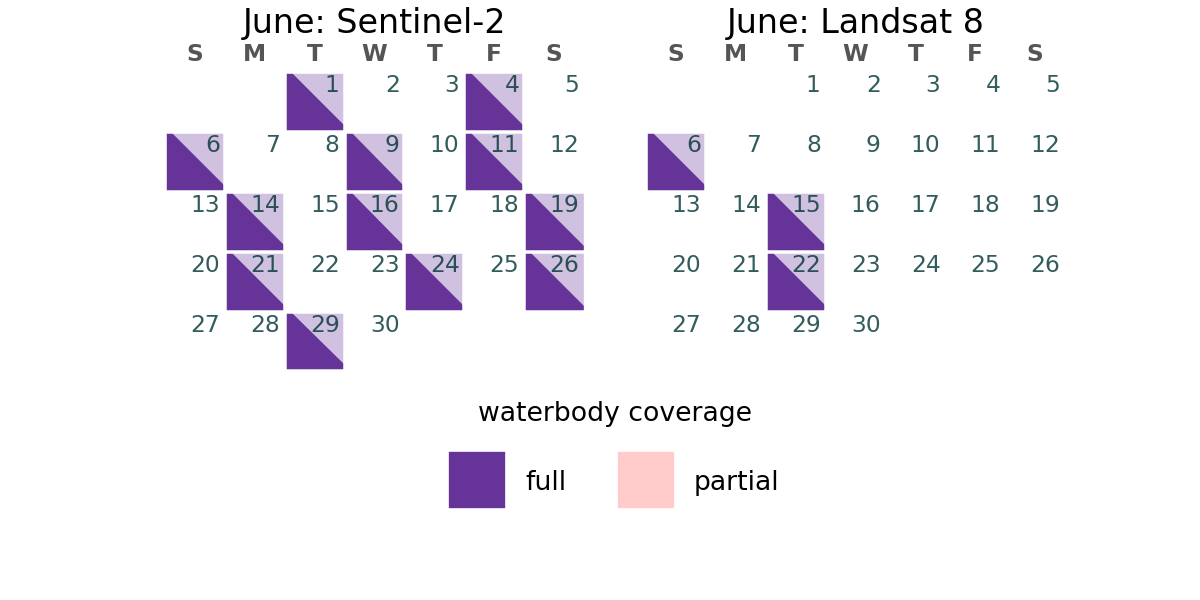 June: Sentinel-2
S M T W T F S
1 2 3 4 5
6 7 8 9 10 11 12
13 14 15 16 17 18 19
20 21 22 23 24 25 26
27 28 29 30
June: Landsat 8
S M T W T F S
1 2 3 4 5
6 7 8 9 10 11 12
13 14 15 16 17 18 19
20 21 22 23 24 25 26
27 28 29 30
waterbody coverage
full partial